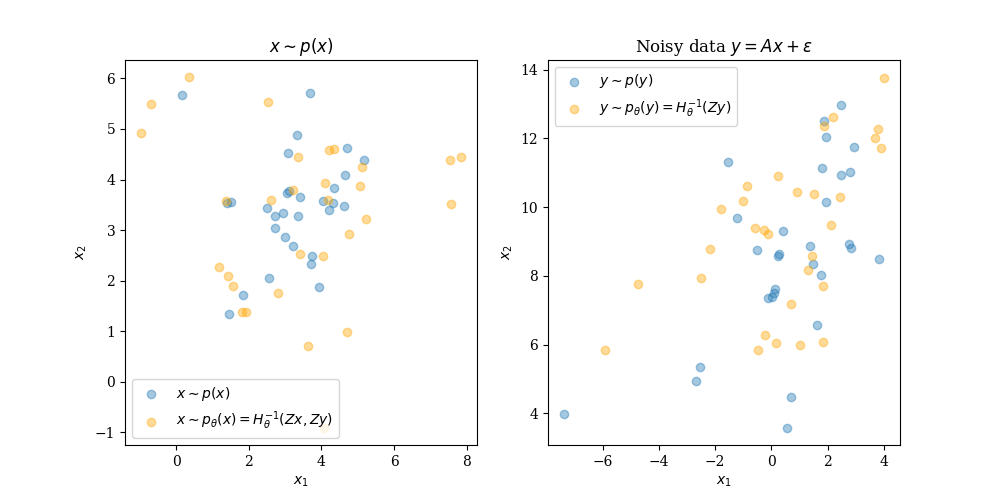 x ∼ p(x)
6
5
4
3
2
1
0
−1
x₂
0 2 4 6 8
x₁
x ∼ p(x)
x ∼ p_θ(x) = H_θ^{−1}(Zx, Zy)
Noisy data y = Ax + ε
14
12
10
8
6
4
x₂
−6 −4 −2 0 2 4
x₁
y ∼ p(y)
y ∼ p_θ(y) = H_θ^{−1}(Zy)